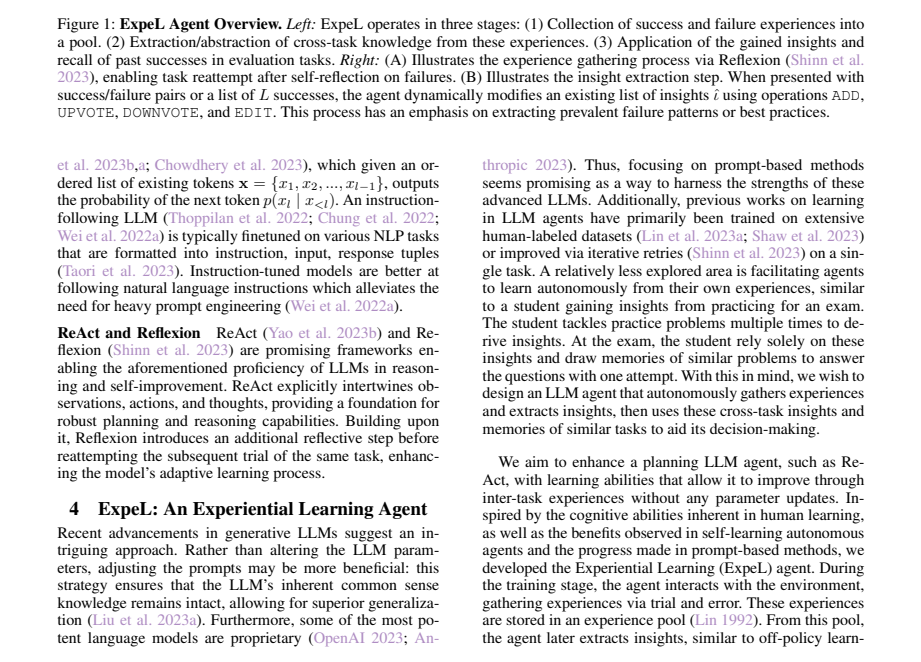 Figure 1: ExpeL Agent Overview. Left: ExpeL operates in three stages: (1) Collection of success and failure experiences into
a pool. (2) Extraction/abstraction of cross-task knowledge from these experiences. (3) Application of the gained insights and
recall of past successes in evaluation tasks. Right: (A) Illustrates the experience gathering process via Reflexion (Shinn et al.
2023), enabling task reattempt after self-reflection on failures. (B) Illustrates the insight extraction step. When presented with
success/failure pairs or a list of L successes, the agent dynamically modifies an existing list of insights ι̂ using operations ADD,
UPVOTE, DOWNVOTE, and EDIT. This process has an emphasis on extracting prevalent failure patterns or best practices.
et al. 2023b,a; Chowdhery et al. 2023), which given an or-
dered list of existing tokens x = {x₁, x₂, ..., xₗ₋₁}, outputs
the probability of the next token p(xₗ | x<ₗ). An instruction-
following LLM (Thoppilan et al. 2022; Chung et al. 2022;
Wei et al. 2022a) is typically finetuned on various NLP tasks
that are formatted into instruction, input, response tuples
(Taori et al. 2023). Instruction-tuned models are better at
following natural language instructions which alleviates the
need for heavy prompt engineering (Wei et al. 2022a).
ReAct and Reflexion ReAct (Yao et al. 2023b) and Re-
flexion (Shinn et al. 2023) are promising frameworks en-
abling the aforementioned proficiency of LLMs in reason-
ing and self-improvement. ReAct explicitly intertwines ob-
servations, actions, and thoughts, providing a foundation for
robust planning and reasoning capabilities. Building upon
it, Reflexion introduces an additional reflective step before
reattempting the subsequent trial of the same task, enhanc-
ing the model's adaptive learning process.
4 ExpeL: An Experiential Learning Agent
Recent advancements in generative LLMs suggest an in-
triguing approach. Rather than altering the LLM param-
eters, adjusting the prompts may be more beneficial: this
strategy ensures that the LLM's inherent common sense
knowledge remains intact, allowing for superior generaliza-
tion (Liu et al. 2023a). Furthermore, some of the most po-
tent language models are proprietary (OpenAI 2023; An-
thropic 2023). Thus, focusing on prompt-based methods
seems promising as a way to harness the strengths of these
advanced LLMs. Additionally, previous works on learning
in LLM agents have primarily been trained on extensive
human-labeled datasets (Lin et al. 2023a; Shaw et al. 2023)
or improved via iterative retries (Shinn et al. 2023) on a sin-
gle task. A relatively less explored area is facilitating agents
to learn autonomously from their own experiences, similar
to a student gaining insights from practicing for an exam.
The student tackles practice problems multiple times to de-
rive insights. At the exam, the student rely solely on these
insights and draw memories of similar problems to answer
the questions with one attempt. With this in mind, we wish to
design an LLM agent that autonomously gathers experiences
and extracts insights, then uses these cross-task insights and
memories of similar tasks to aid its decision-making.
We aim to enhance a planning LLM agent, such as Re-
Act, with learning abilities that allow it to improve through
inter-task experiences without any parameter updates. In-
spired by the cognitive abilities inherent in human learning,
as well as the benefits observed in self-learning autonomous
agents and the progress made in prompt-based methods, we
developed the Experiential Learning (ExpeL) agent. During
the training stage, the agent interacts with the environment,
gathering experiences via trial and error. These experiences
are stored in an experience pool (Lin 1992). From this pool,
the agent later extracts insights, similar to off-policy learn-